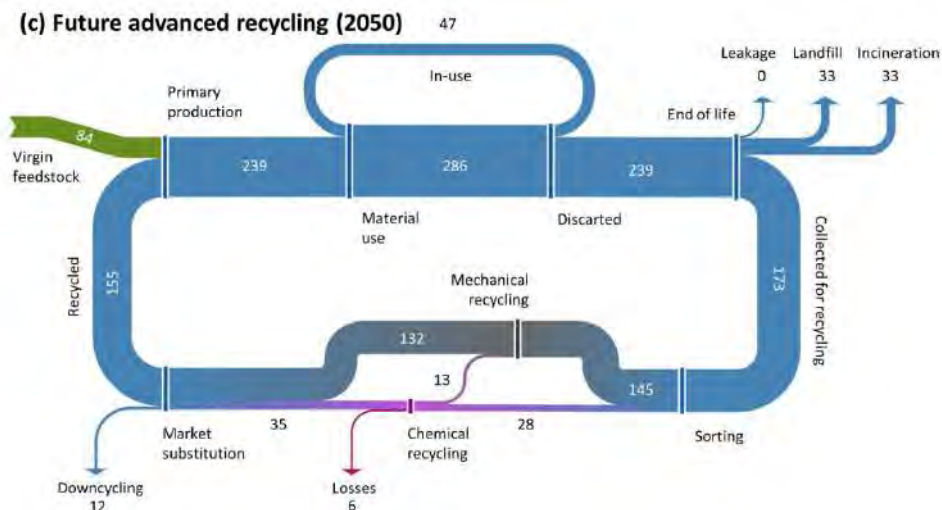 (c) Future advanced recycling (2050)
47
In-use
Leakage
0
Landfill
33
Incineration
33
Primary
production
End of life
84
Virgin
feedstock
239
286
239
Material
use
Discarted
Recycled
155
Collected for recycling
173
Mechanical
recycling
132
13
145
35
28
Market
substitution
Chemical
recycling
Sorting
Downcycling
12
Losses
6